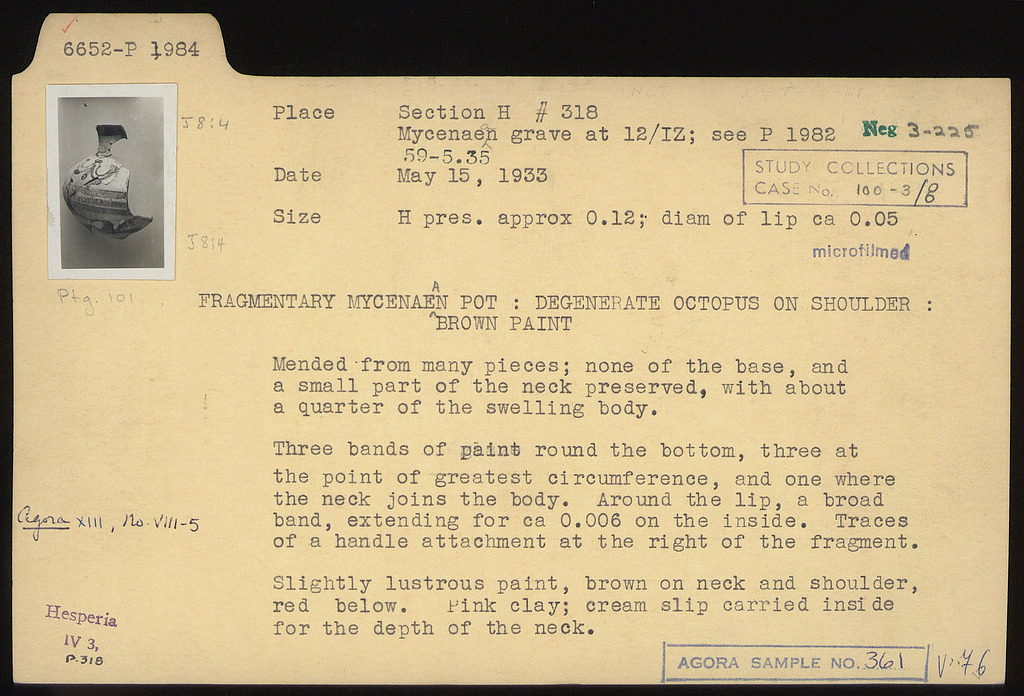 6652-P 1984
J 8:4
Place Section H # 318
Mycenaean grave at 12/IZ; see P 1982
Neg 3-225
59-5.35
Date May 15, 1933
STUDY COLLECTIONS
CASE No. 100-3/8
Size H pres. approx 0.12; diam of lip ca 0.05
J 8:4
microfilmed
Ptg. 101
FRAGMENTARY MYCENAEAN POT : DEGENERATE OCTOPUS ON SHOULDER :
BROWN PAINT
Mended from many pieces; none of the base, and
a small part of the neck preserved, with about
a quarter of the swelling body.
Three bands of paint round the bottom, three at
the point of greatest circumference, and one where
the neck joins the body. Around the lip, a broad
band, extending for ca 0.006 on the inside. Traces
of a handle attachment at the right of the fragment.
Agora XIII, No. VIII-5
Slightly lustrous paint, brown on neck and shoulder,
red below. Pink clay; cream slip carried inside
for the depth of the neck.
Hesperia
IV 3,
P.318
AGORA SAMPLE NO. 361
V·76